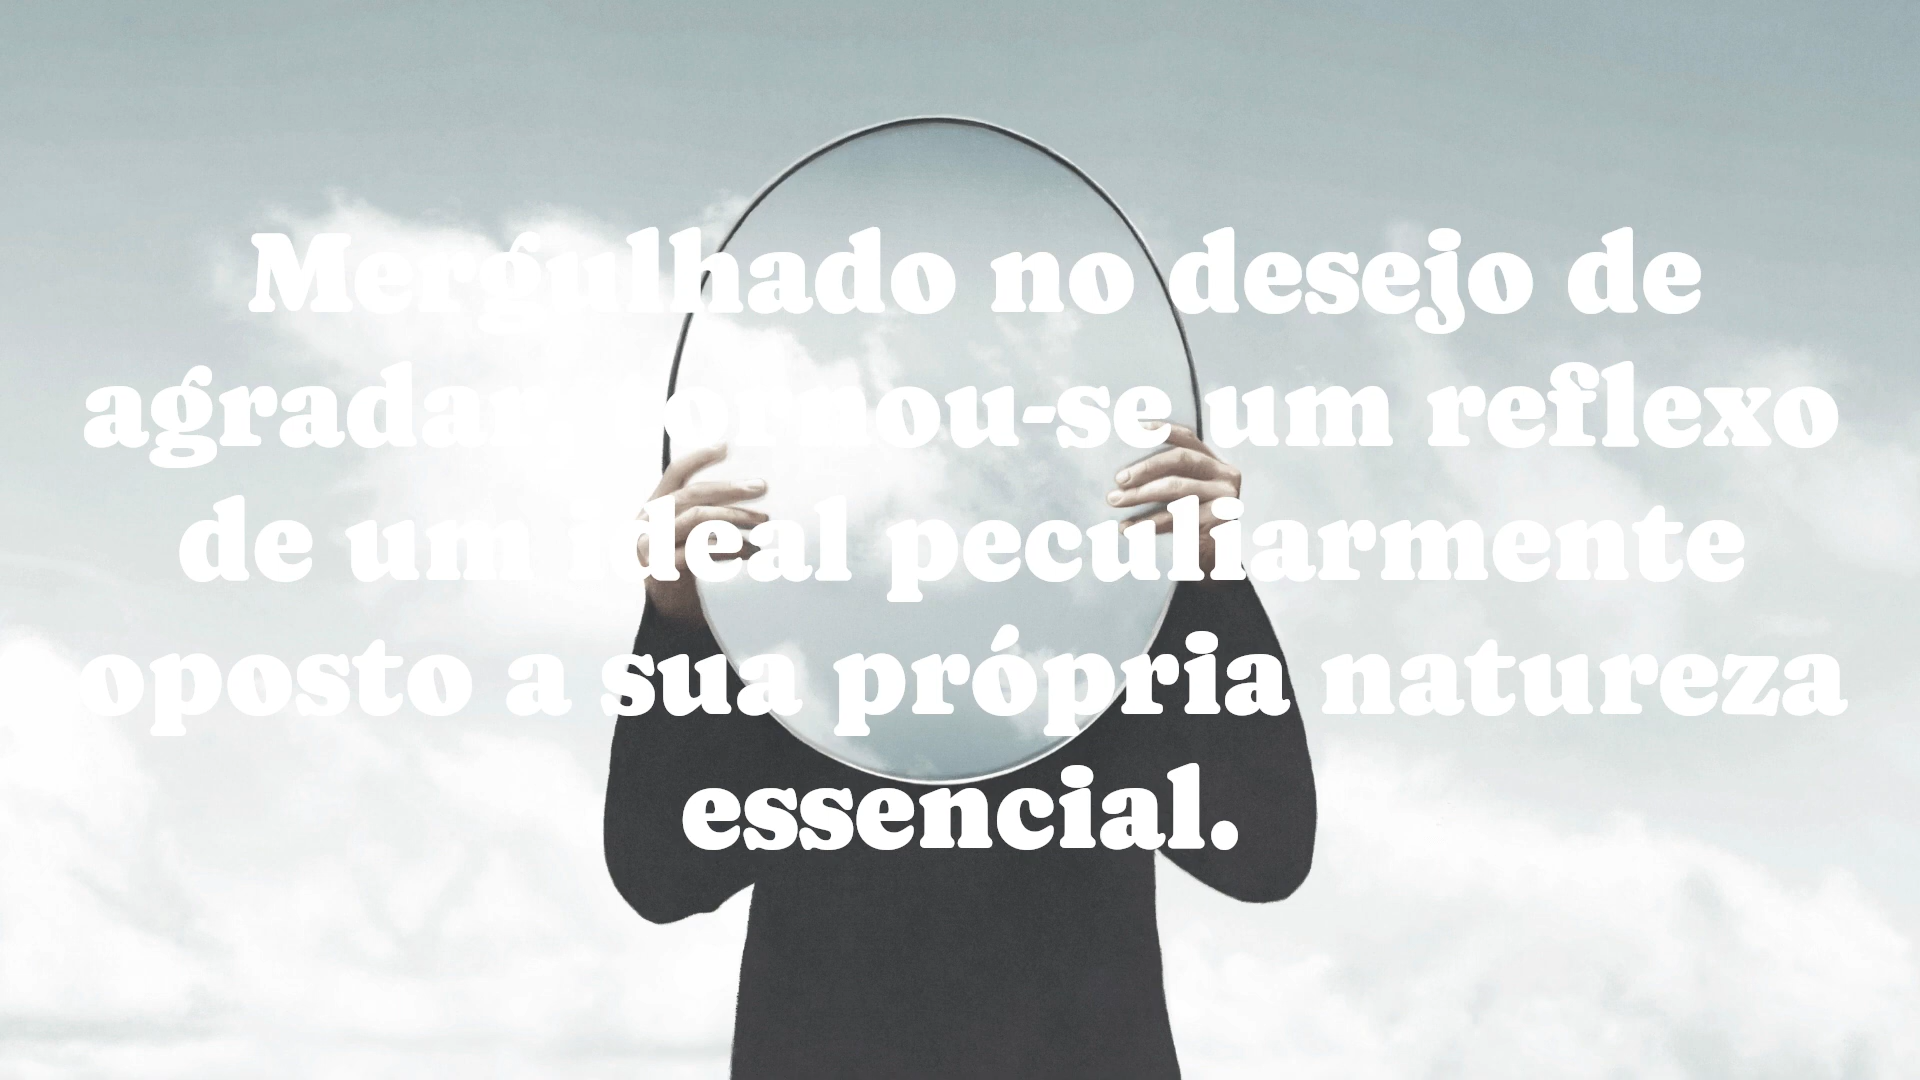 Mergulhado no desejo de
agradar, tornou-se um reflexo
de um ideal peculiarmente
oposto a sua própria natureza
essencial.